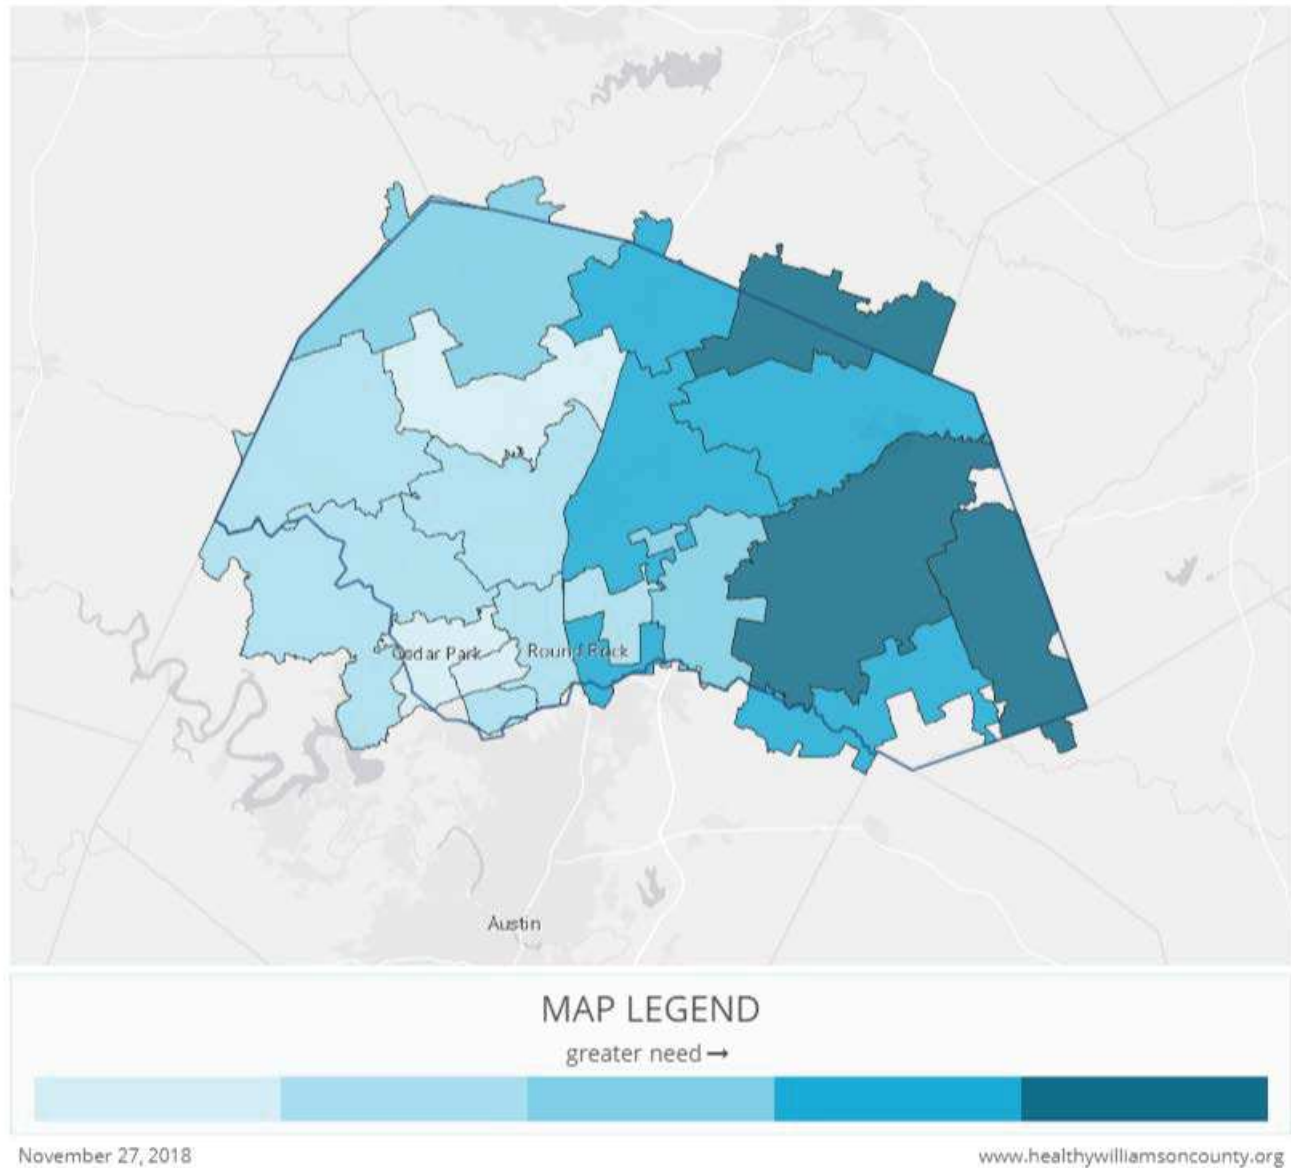 Cedar Park
Round Rock
Austin
MAP LEGEND
greater need →
November 27, 2018
www.healthywilliamsoncounty.org